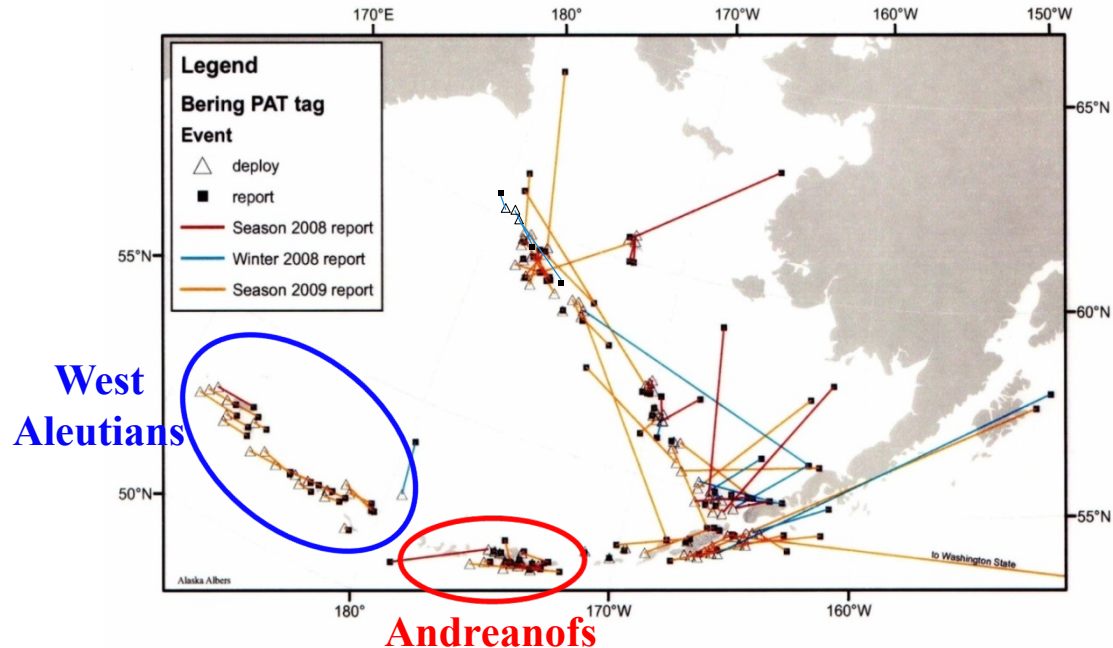 170°E
180°
170°W
160°W
150°W
Legend
Bering PAT tag
Event
deploy
report
Season 2008 report
Winter 2008 report
Season 2009 report
65°N
55°N
60°N
West
Aleutians
50°N
55°N
to Washington State
Alaska Albers
180°
170°W
160°W
Andreanofs